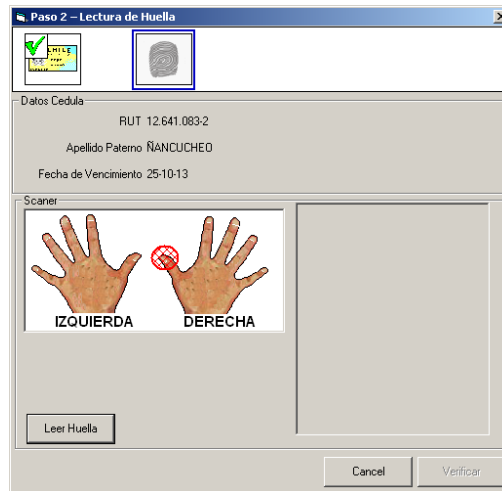 Paso 2 – Lectura de Huella
CHILE
Datos Cedula
RUT 12.641.083-2
Apellido Paterno ÑANCUCHEO
Fecha de Vencimiento 25-10-13
Scaner
IZQUIERDA DERECHA
Leer Huella
Cancel Verificar